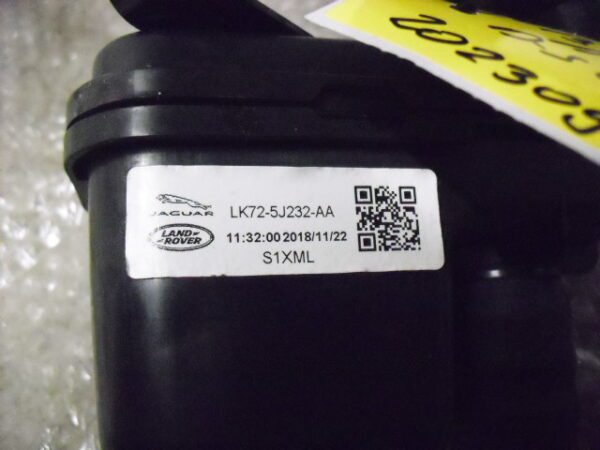 202309
JAGUAR
LK72-5J232-AA
LAND
ROVER
11:32:00 2018/11/22
S1XML